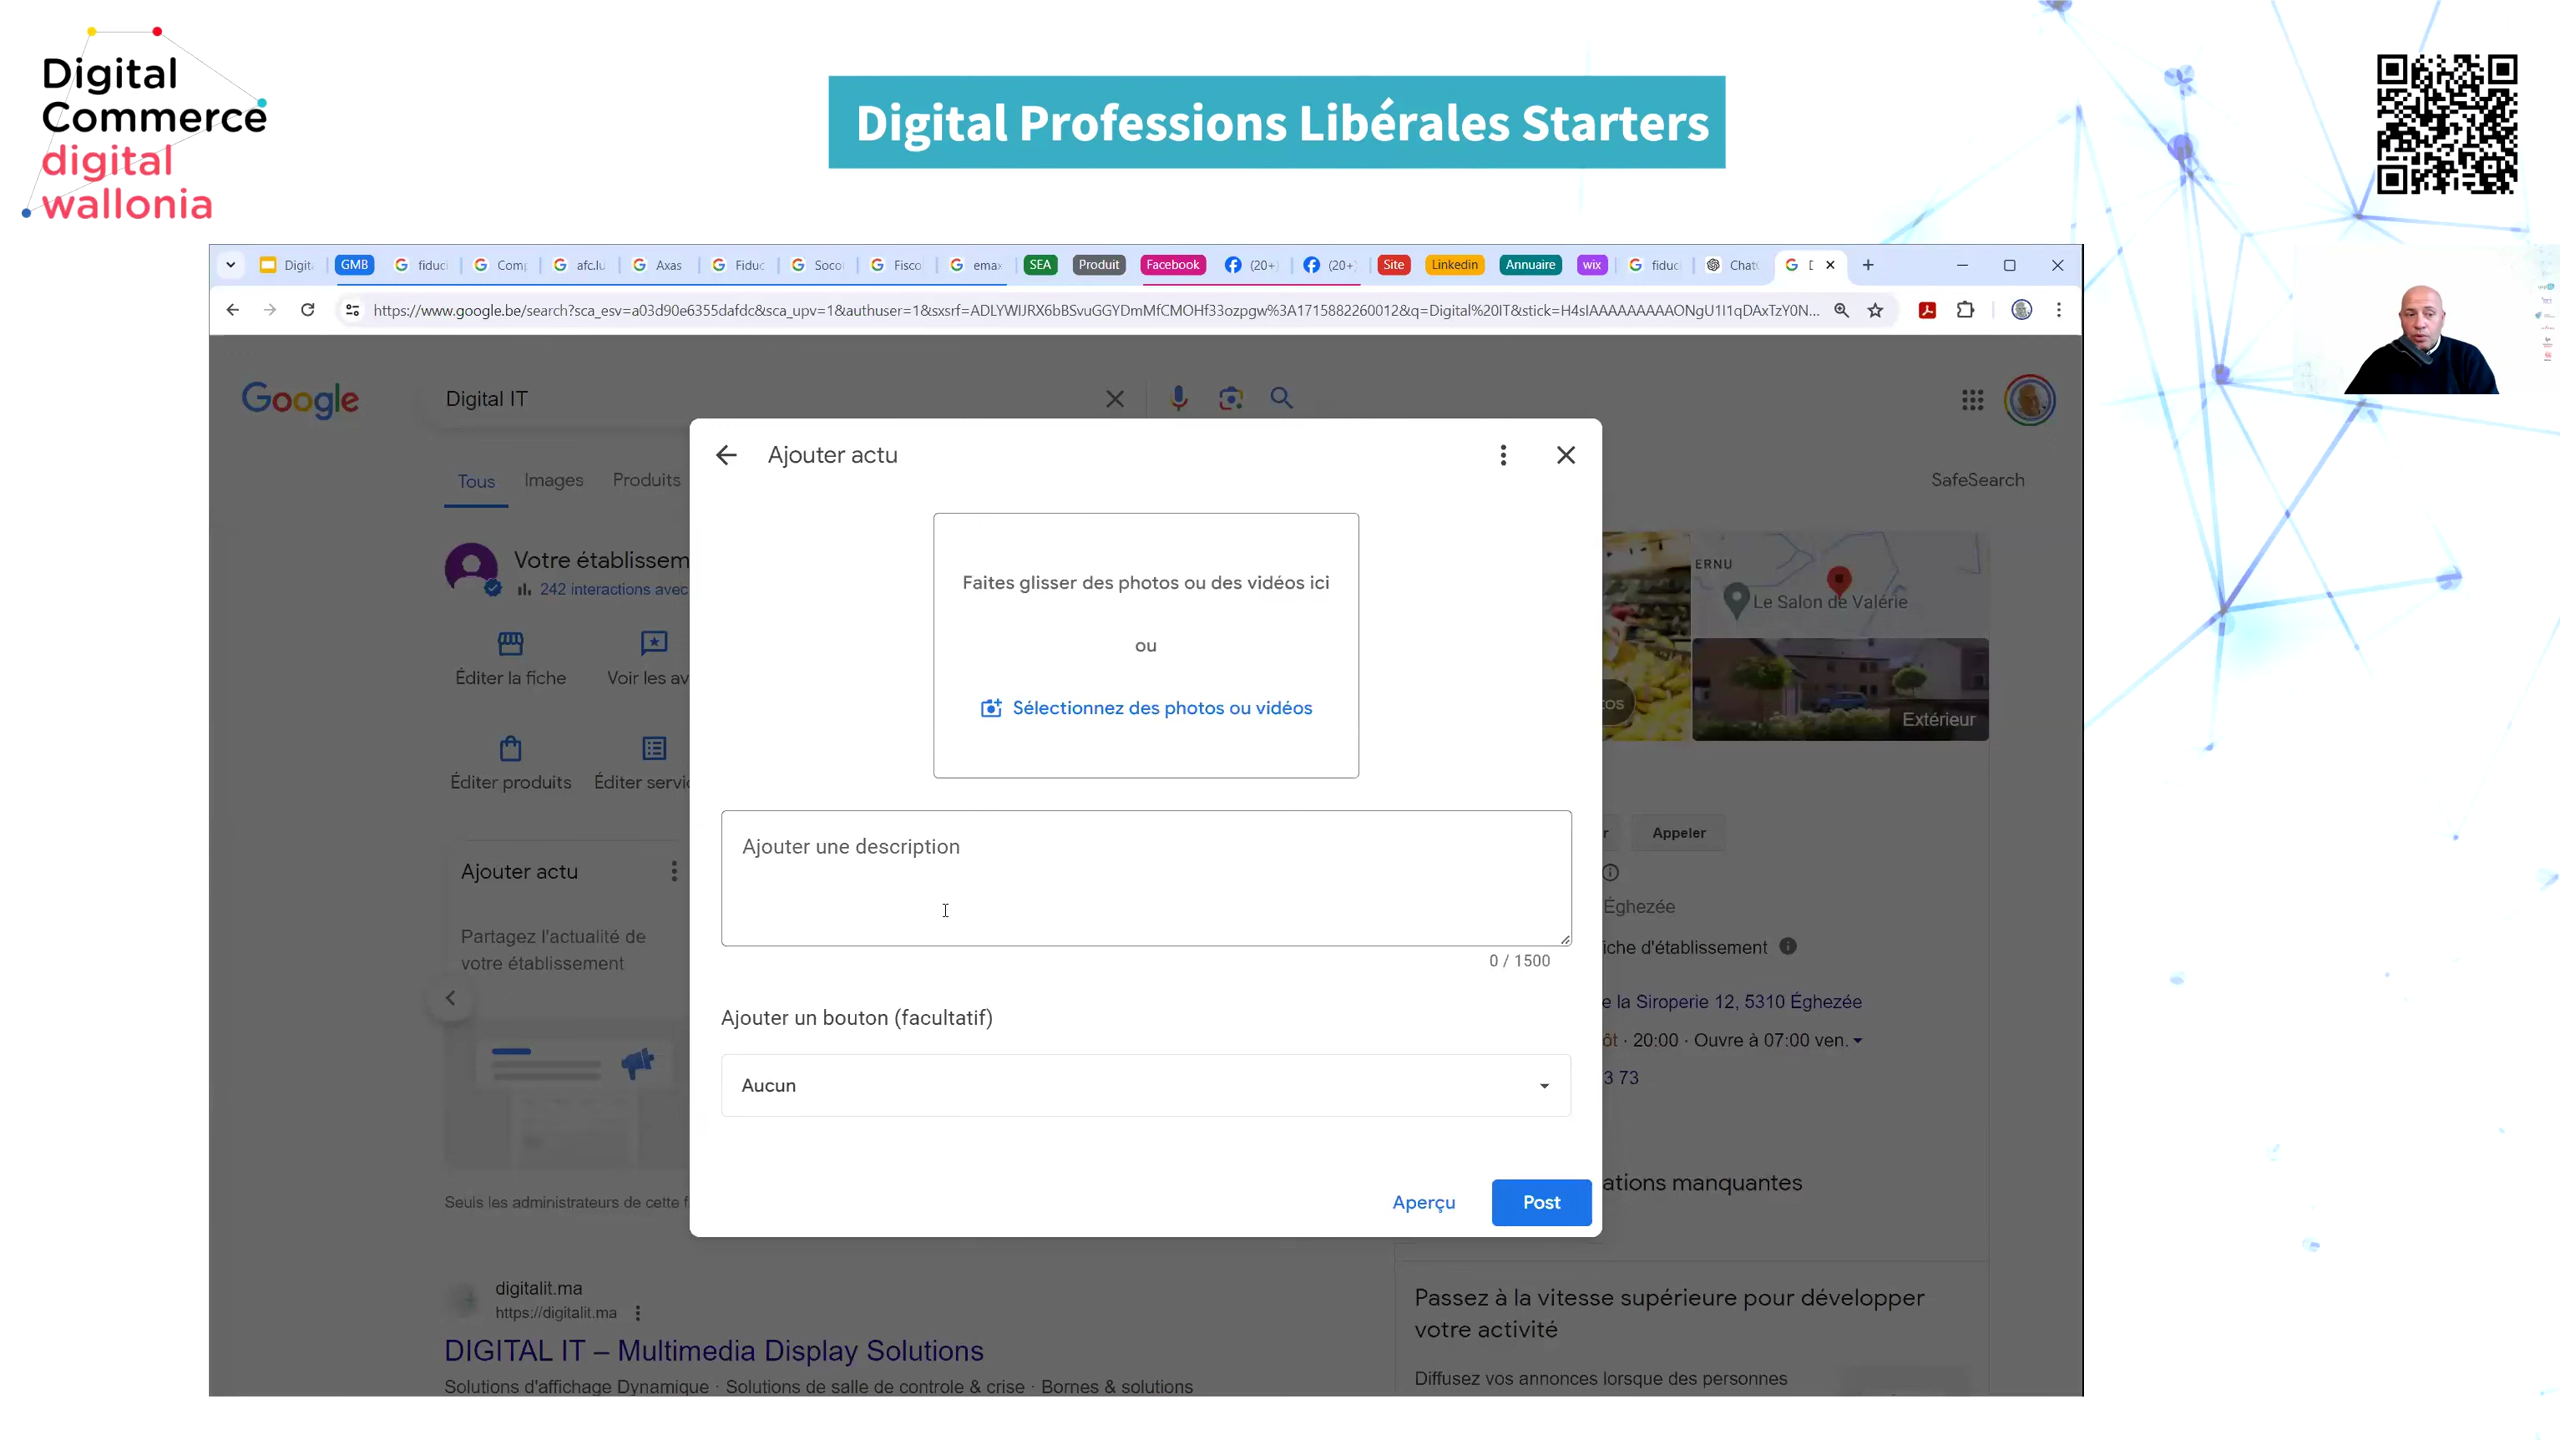 Digital
Commerce
digital
wallonia
Digital Professions Libérales Starters
GMB
SEA
Produit
Facebook
(20+)
(20+)
Site
Linkedin
Annuaire
wix
https://www.google.be/search?sca_esv=a03d90e6355dafdc&sca_upv=1&authuser=1&sxsrf=ADLYWIJRX6bBSvuGGYDmMfCMOHf33ozpgw%3A1715882260012&q=Digital%20IT&stick=H4sIAAAAAAAAAONgU1I1qDAxTzY0N...
Google
Digital IT
Tous
Images
Produits
SafeSearch
Votre établissem
242 interactions avec
Éditer la fiche
Voir les av
Éditer produits
Éditer servic
Ajouter actu
Partagez l'actualité de
votre établissement
Seuls les administrateurs de cette f
Ajouter actu
Faites glisser des photos ou des vidéos ici
ou
Sélectionnez des photos ou vidéos
Ajouter une description
0 / 1500
Ajouter un bouton (facultatif)
Aucun
Aperçu
Post
ERNU
Le Salon de Valérie
Extérieur
Appeler
Éghezée
iche d'établissement
e la Siroperie 12, 5310 Éghezée
ôt · 20:00 · Ouvre à 07:00 ven.
3 73
ations manquantes
digitalit.ma
https://digitalit.ma
DIGITAL IT – Multimedia Display Solutions
Solutions d'affichage Dynamique · Solutions de salle de controle & crise · Bornes & solutions
Passez à la vitesse supérieure pour développer
votre activité
Diffusez vos annonces lorsque des personnes